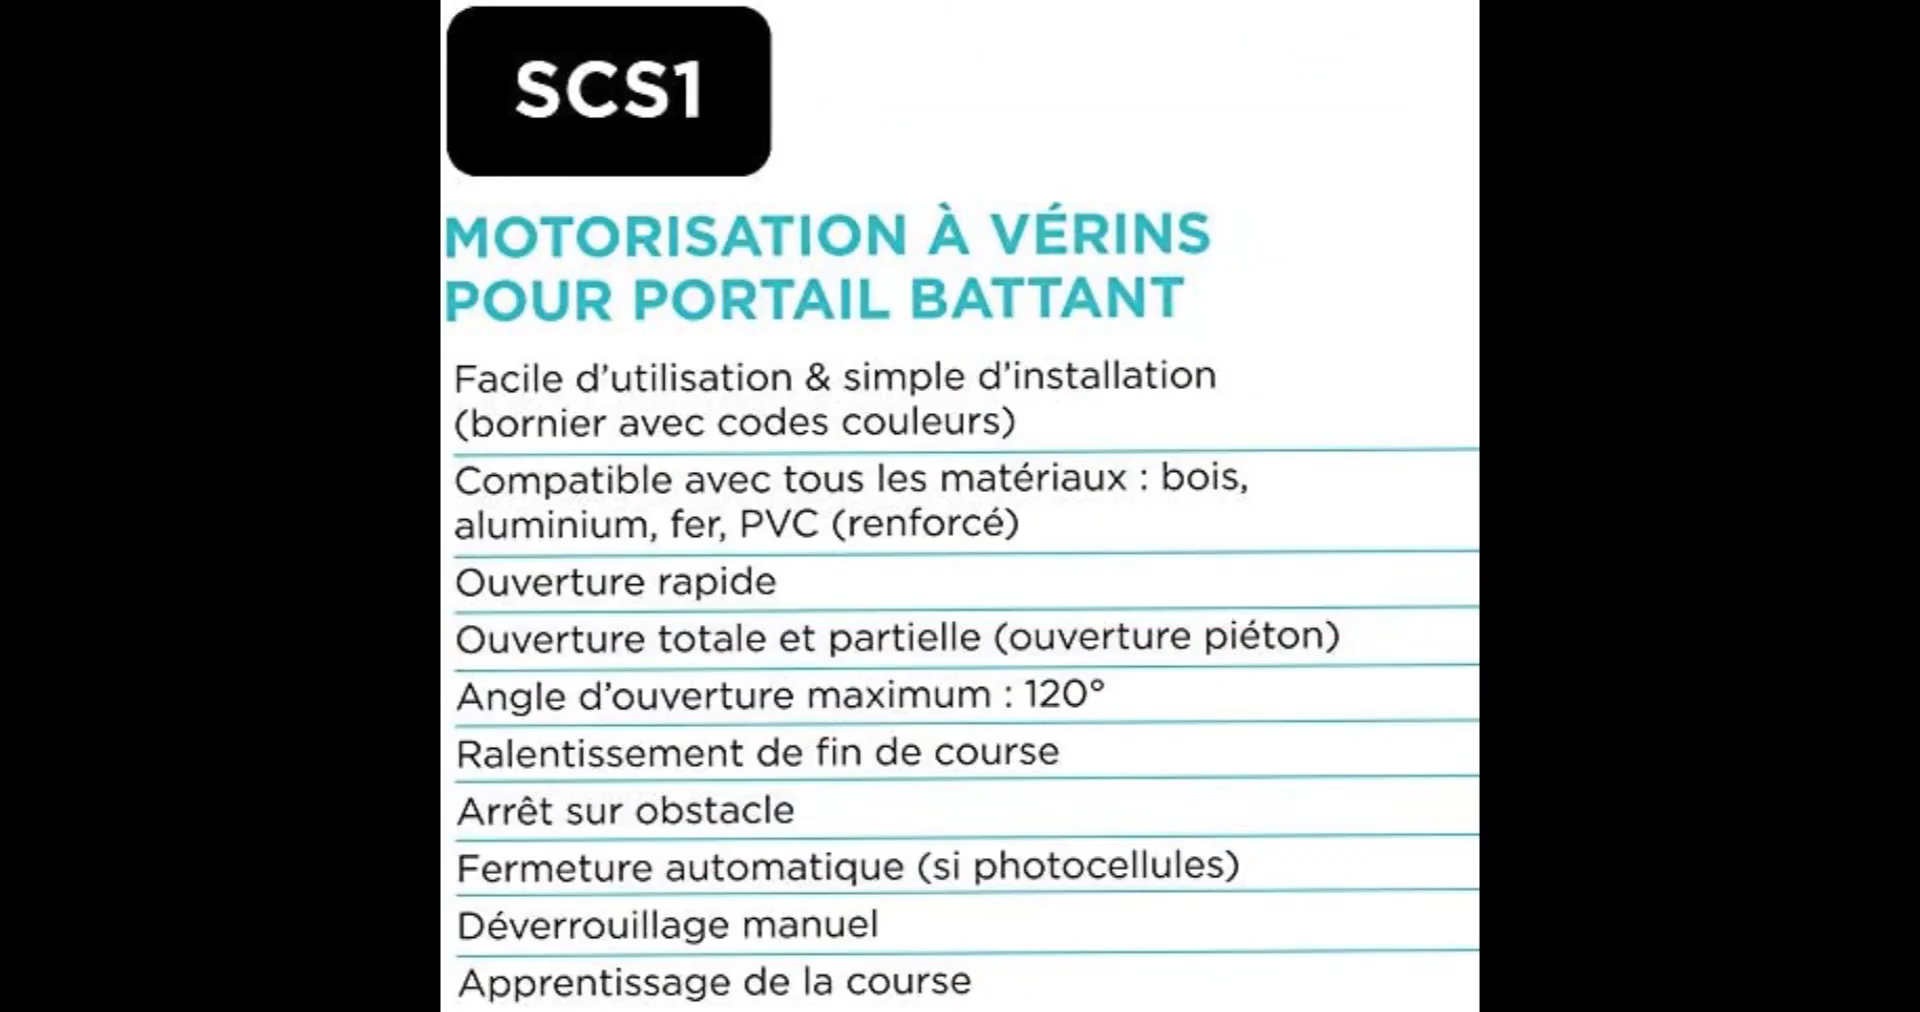 SCS1
MOTORISATION À VÉRINS
POUR PORTAIL BATTANT
Facile d'utilisation & simple d'installation
(bornier avec codes couleurs)
Compatible avec tous les matériaux : bois,
aluminium, fer, PVC (renforcé)
Ouverture rapide
Ouverture totale et partielle (ouverture piéton)
Angle d'ouverture maximum : 120°
Ralentissement de fin de course
Arrêt sur obstacle
Fermeture automatique (si photocellules)
Déverrouillage manuel
Apprentissage de la course